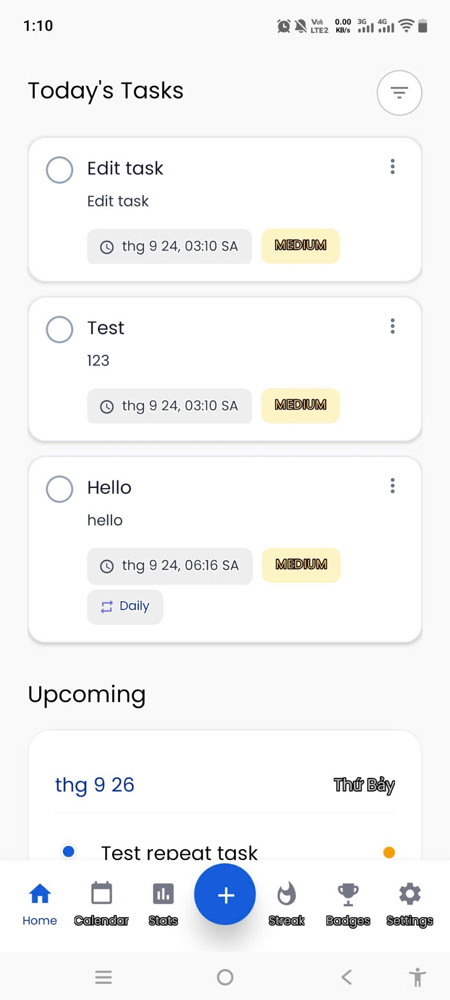 1:10
Vo)) LTE2
0.00 KB/s
3G
4G
Today's Tasks
Edit task
Edit task
thg 9 24, 03:10 SA
MEDIUM
Test
123
thg 9 24, 03:10 SA
MEDIUM
Hello
hello
thg 9 24, 06:16 SA
MEDIUM
Daily
Upcoming
thg 9 26
Thứ Bảy
Test repeat task
Home
Calendar
Stats
Streak
Badges
Settings